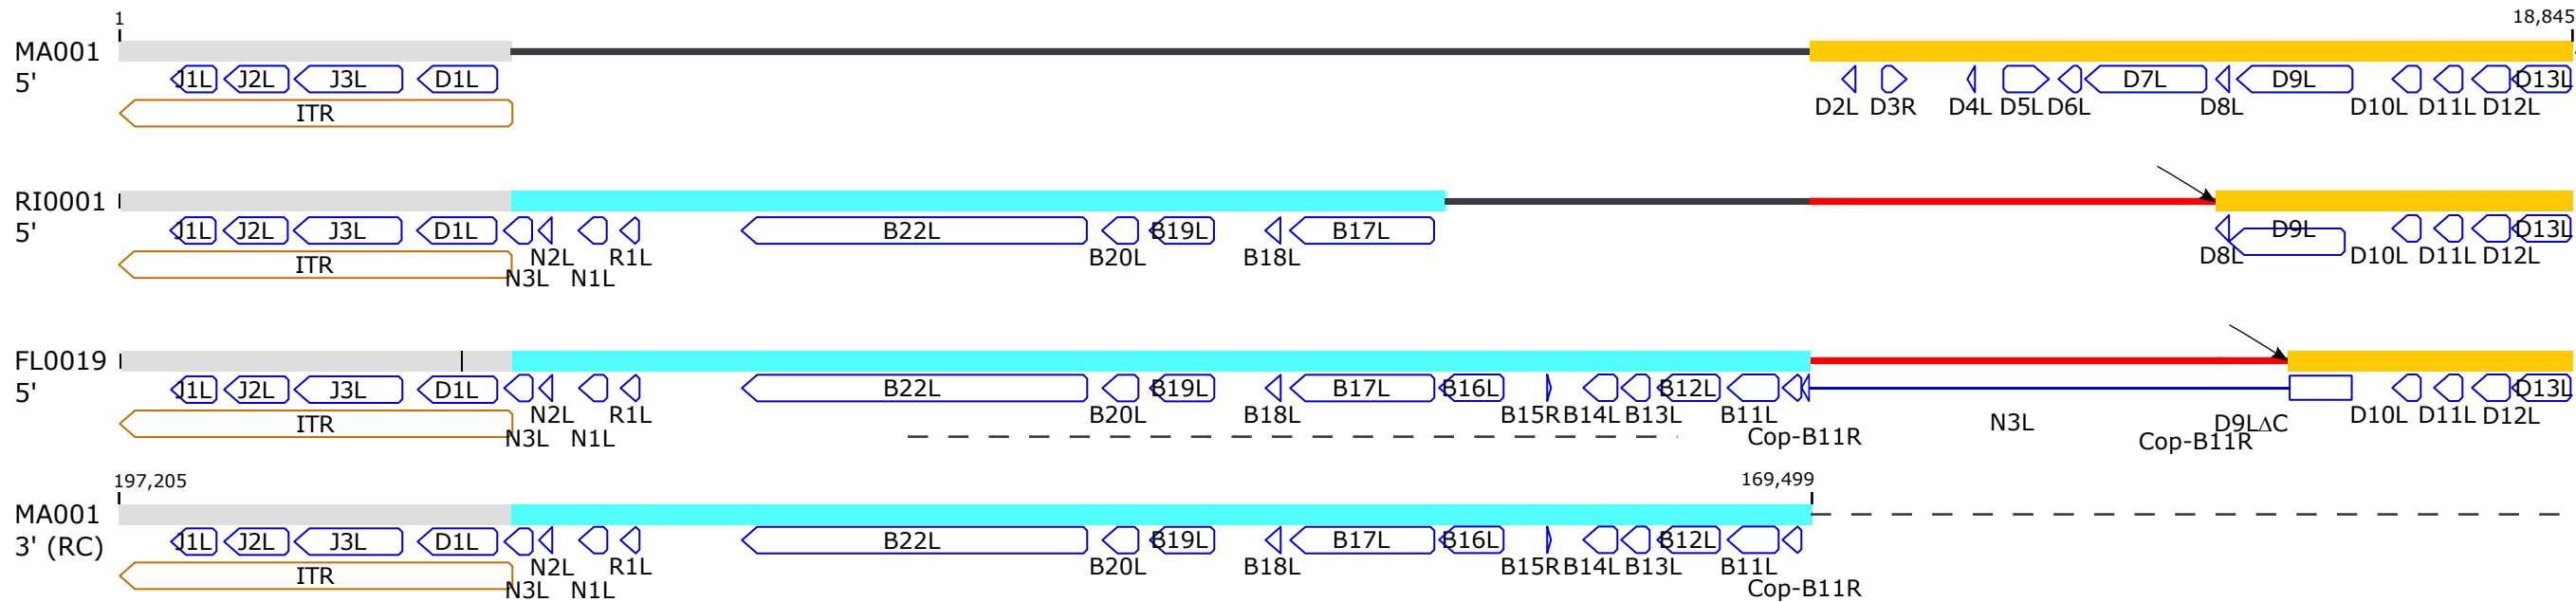 1 18,845
MA001
5'
J1L J2L J3L D1L D7L D9L D13L
D2L D3R D4L D5L D6L D8L D10L D11L D12L
ITR
RI0001
5'
J1L J2L J3L D1L B22L B19L B17L D9L D13L
N2L R1L B20L B18L D8L D10L D11L D12L
ITR
N3L N1L
FL0019
5'
J1L J2L J3L D1L B22L B19L B17L B16L B12L D13L
N2L R1L B20L B18L B15R B14L B13L B11L N3L D9LΔC D10L D11L D12L
ITR
N3L N1L Cop-B11R Cop-B11R
197,205 169,499
MA001
3' (RC)
J1L J2L J3L D1L B22L B19L B17L B16L B12L
N2L R1L B20L B18L B15R B14L B13L B11L
ITR
N3L N1L Cop-B11R